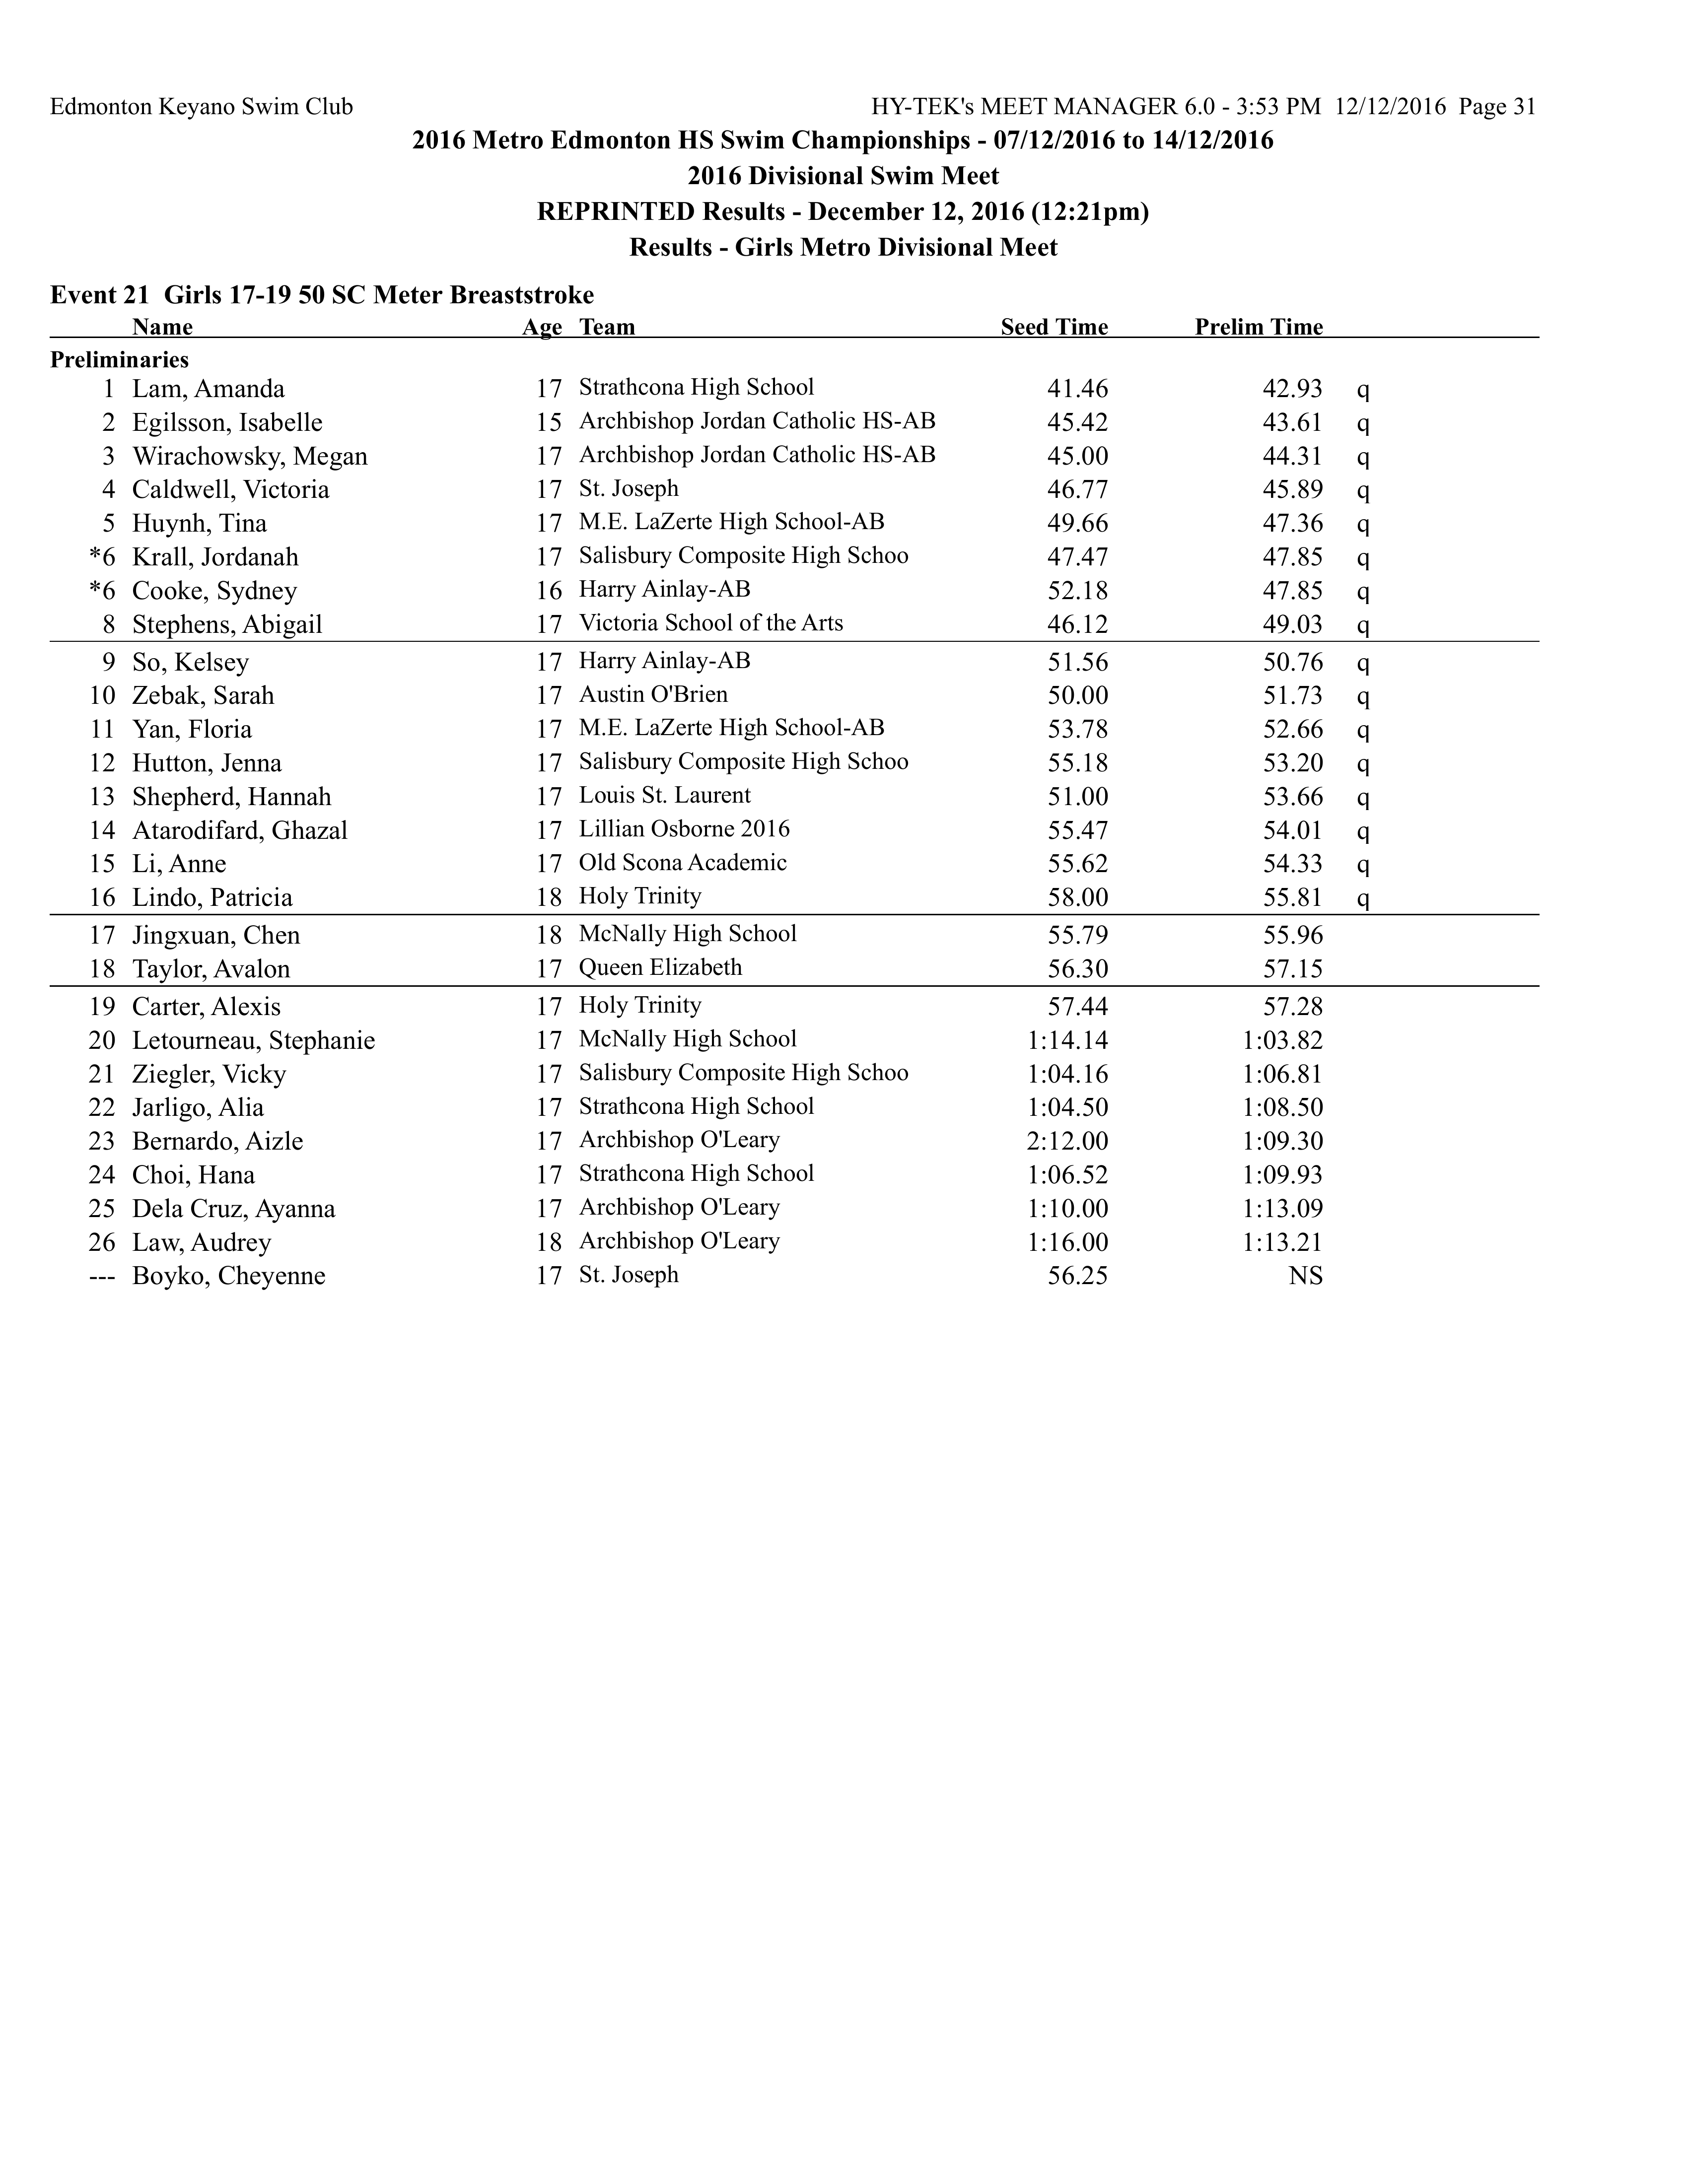 Edmonton Keyano Swim Club HY-TEK's MEET MANAGER 6.0 - 3:53 PM 12/12/2016 Page 31
2016 Metro Edmonton HS Swim Championships - 07/12/2016 to 14/12/2016
2016 Divisional Swim Meet
REPRINTED Results - December 12, 2016 (12:21pm)
Results - Girls Metro Divisional Meet
Event 21 Girls 17-19 50 SC Meter Breaststroke
Name Age Team Seed Time Prelim Time
Preliminaries
1 Lam, Amanda 17 Strathcona High School 41.46 42.93 q
2 Egilsson, Isabelle 15 Archbishop Jordan Catholic HS-AB 45.42 43.61 q
3 Wirachowsky, Megan 17 Archbishop Jordan Catholic HS-AB 45.00 44.31 q
4 Caldwell, Victoria 17 St. Joseph 46.77 45.89 q
5 Huynh, Tina 17 M.E. LaZerte High School-AB 49.66 47.36 q
*6 Krall, Jordanah 17 Salisbury Composite High Schoo 47.47 47.85 q
*6 Cooke, Sydney 16 Harry Ainlay-AB 52.18 47.85 q
8 Stephens, Abigail 17 Victoria School of the Arts 46.12 49.03 q
9 So, Kelsey 17 Harry Ainlay-AB 51.56 50.76 q
10 Zebak, Sarah 17 Austin O'Brien 50.00 51.73 q
11 Yan, Floria 17 M.E. LaZerte High School-AB 53.78 52.66 q
12 Hutton, Jenna 17 Salisbury Composite High Schoo 55.18 53.20 q
13 Shepherd, Hannah 17 Louis St. Laurent 51.00 53.66 q
14 Atarodifard, Ghazal 17 Lillian Osborne 2016 55.47 54.01 q
15 Li, Anne 17 Old Scona Academic 55.62 54.33 q
16 Lindo, Patricia 18 Holy Trinity 58.00 55.81 q
17 Jingxuan, Chen 18 McNally High School 55.79 55.96
18 Taylor, Avalon 17 Queen Elizabeth 56.30 57.15
19 Carter, Alexis 17 Holy Trinity 57.44 57.28
20 Letourneau, Stephanie 17 McNally High School 1:14.14 1:03.82
21 Ziegler, Vicky 17 Salisbury Composite High Schoo 1:04.16 1:06.81
22 Jarligo, Alia 17 Strathcona High School 1:04.50 1:08.50
23 Bernardo, Aizle 17 Archbishop O'Leary 2:12.00 1:09.30
24 Choi, Hana 17 Strathcona High School 1:06.52 1:09.93
25 Dela Cruz, Ayanna 17 Archbishop O'Leary 1:10.00 1:13.09
26 Law, Audrey 18 Archbishop O'Leary 1:16.00 1:13.21
--- Boyko, Cheyenne 17 St. Joseph 56.25 NS